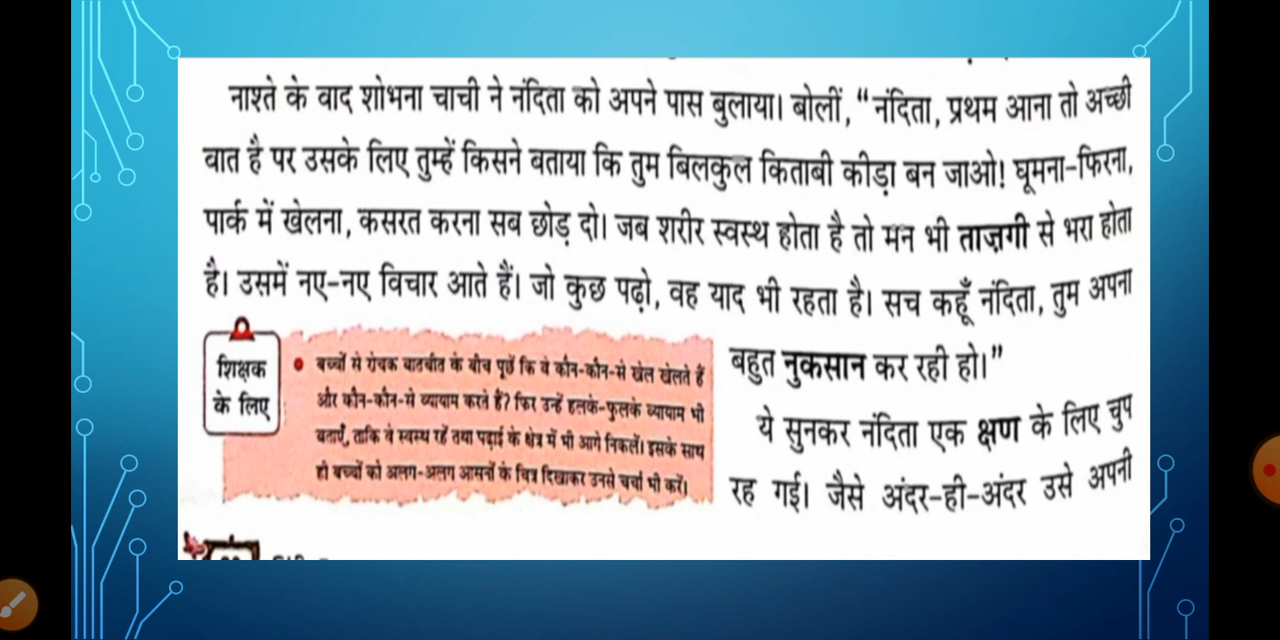 नाश्ते के वाद शोभना चाची ने नंदिता को अपने पास बुलाया। बोलीं, “नंदिता, प्रथम आना तो अच्छी
वात है पर उसके लिए तुम्हें किसने बताया कि तुम बिलकुल किताबी कीड़ा बन जाओ! घूमना-फिरना,
पार्क में खेलना, कसरत करना सब छोड़ दो। जब शरीर स्वस्थ होता है तो मन भी ताज़गी से भरा होता
है। उसमें नए-नए विचार आते हैं। जो कुछ पढ़ो, वह याद भी रहता है। सच कहूँ नंदिता, तुम अपना
बहुत नुकसान कर रही हो।”
ये सुनकर नंदिता एक क्षण के लिए चुप
रह गई। जैसे अंदर-ही-अंदर उसे अपनी
शिक्षक
के लिए
• बच्चों से रोचक बातचीत के बीच पूछें कि वे कौन-कौन-से खेल खेलते हैं
और कौन-कौन-से व्यायाम करते हैं? फिर उन्हें हलके-फुलके व्यायाम भी
बताएँ, ताकि वे स्वस्थ रहें तथा पढ़ाई के क्षेत्र में भी आगे निकलें। इसके साथ
ही बच्चों को अलग-अलग आसनों के चित्र दिखाकर उनसे चर्चा भी करें।